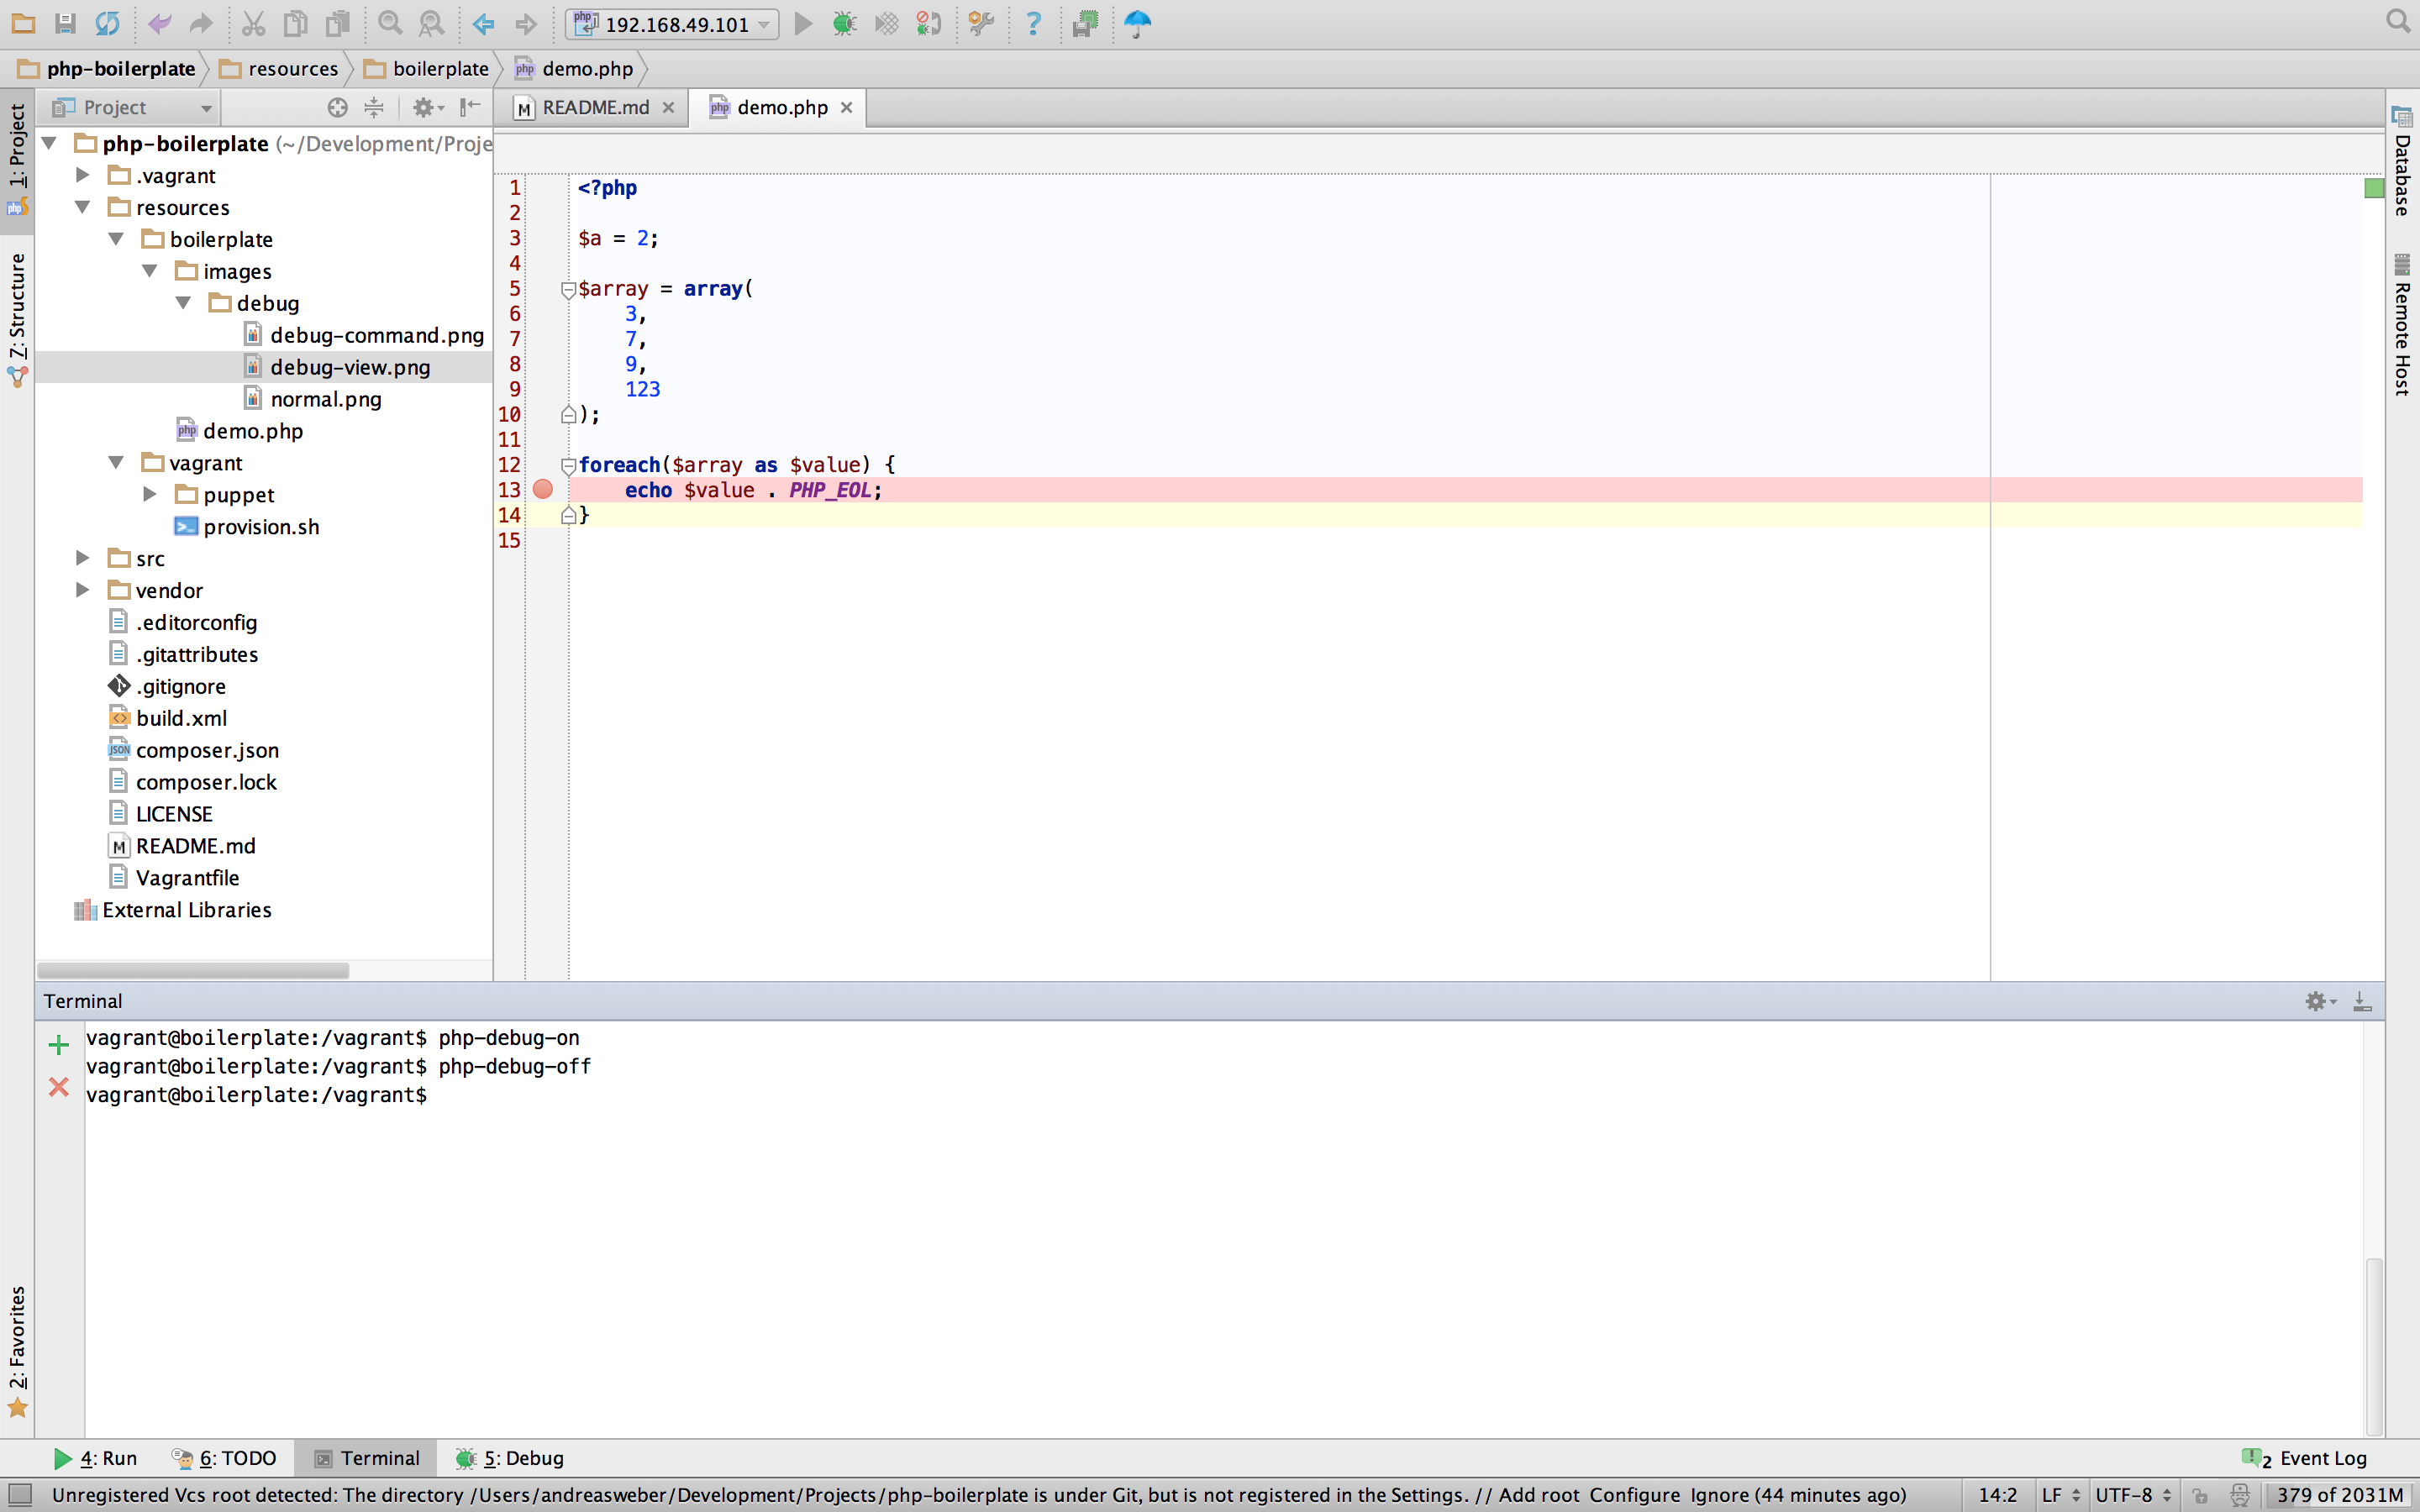 192.168.49.101
php-boilerplate resources boilerplate demo.php
1: Project
7: Structure
2: Favorites
Project
php-boilerplate (~/Development/Proje
.vagrant
resources
boilerplate
images
debug
debug-command.png
debug-view.png
normal.png
demo.php
vagrant
puppet
provision.sh
src
vendor
.editorconfig
.gitattributes
.gitignore
build.xml
composer.json
composer.lock
LICENSE
README.md
Vagrantfile
External Libraries
README.md demo.php
1 <?php
2
3 $a = 2;
4
5 $array = array(
6 3,
7 7,
8 9,
9 123
10 );
11
12 foreach($array as $value) {
13 echo $value . PHP_EOL;
14 }
15
Database
Remote Host
Terminal
vagrant@boilerplate:/vagrant$ php-debug-on
vagrant@boilerplate:/vagrant$ php-debug-off
vagrant@boilerplate:/vagrant$
4: Run 6: TODO Terminal 5: Debug 2 Event Log
Unregistered Vcs root detected: The directory /Users/andreasweber/Development/Projects/php-boilerplate is under Git, but is not registered in the Settings. // Add root Configure Ignore (44 minutes ago) 14:2 LF UTF-8 379 of 2031M